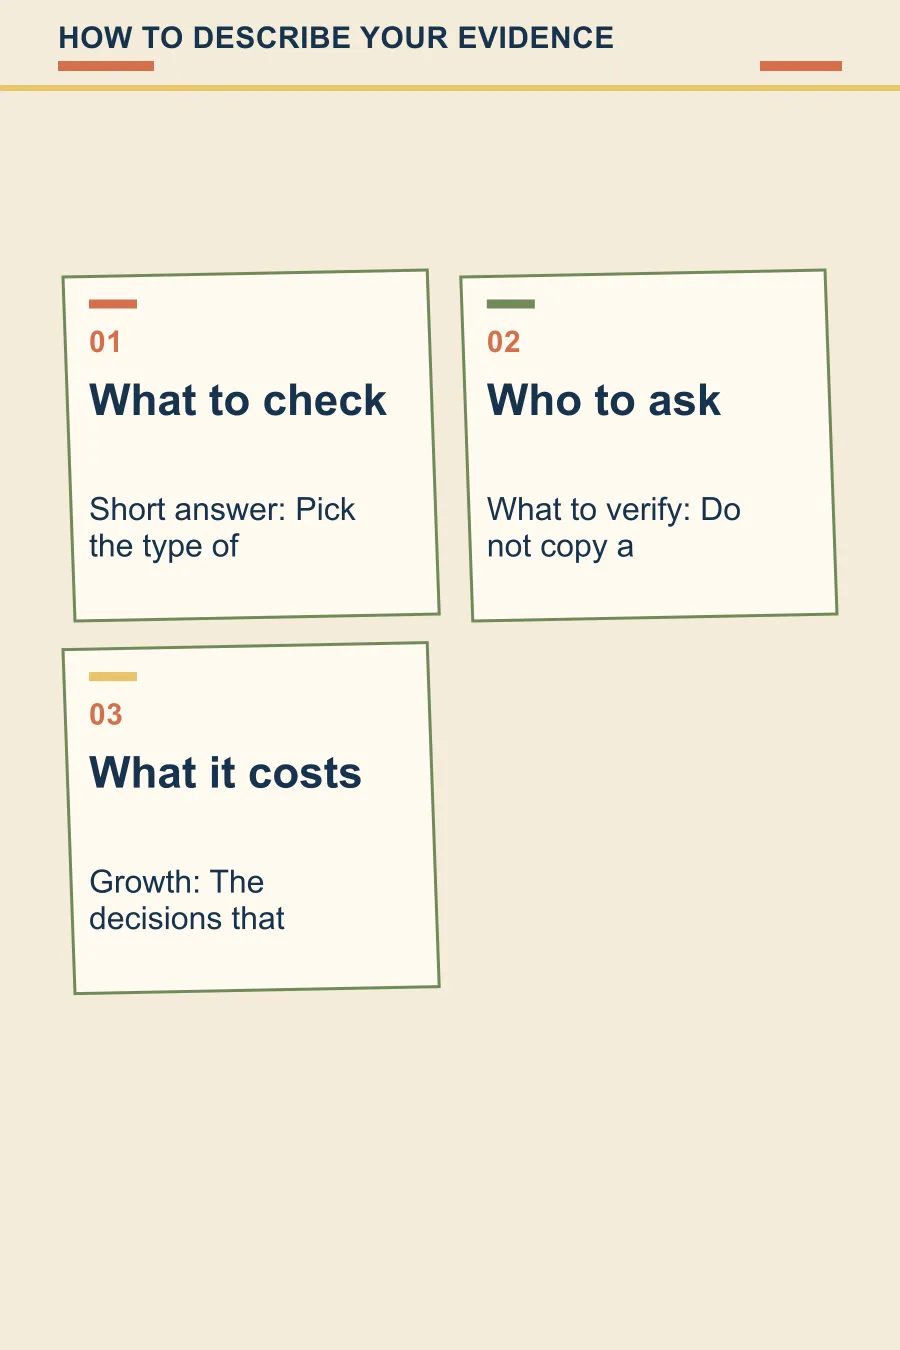 HOW TO DESCRIBE YOUR EVIDENCE
01
What to check
Short answer: Pick
the type of
02
Who to ask
What to verify: Do
not copy a
03
What it costs
Growth: The
decisions that